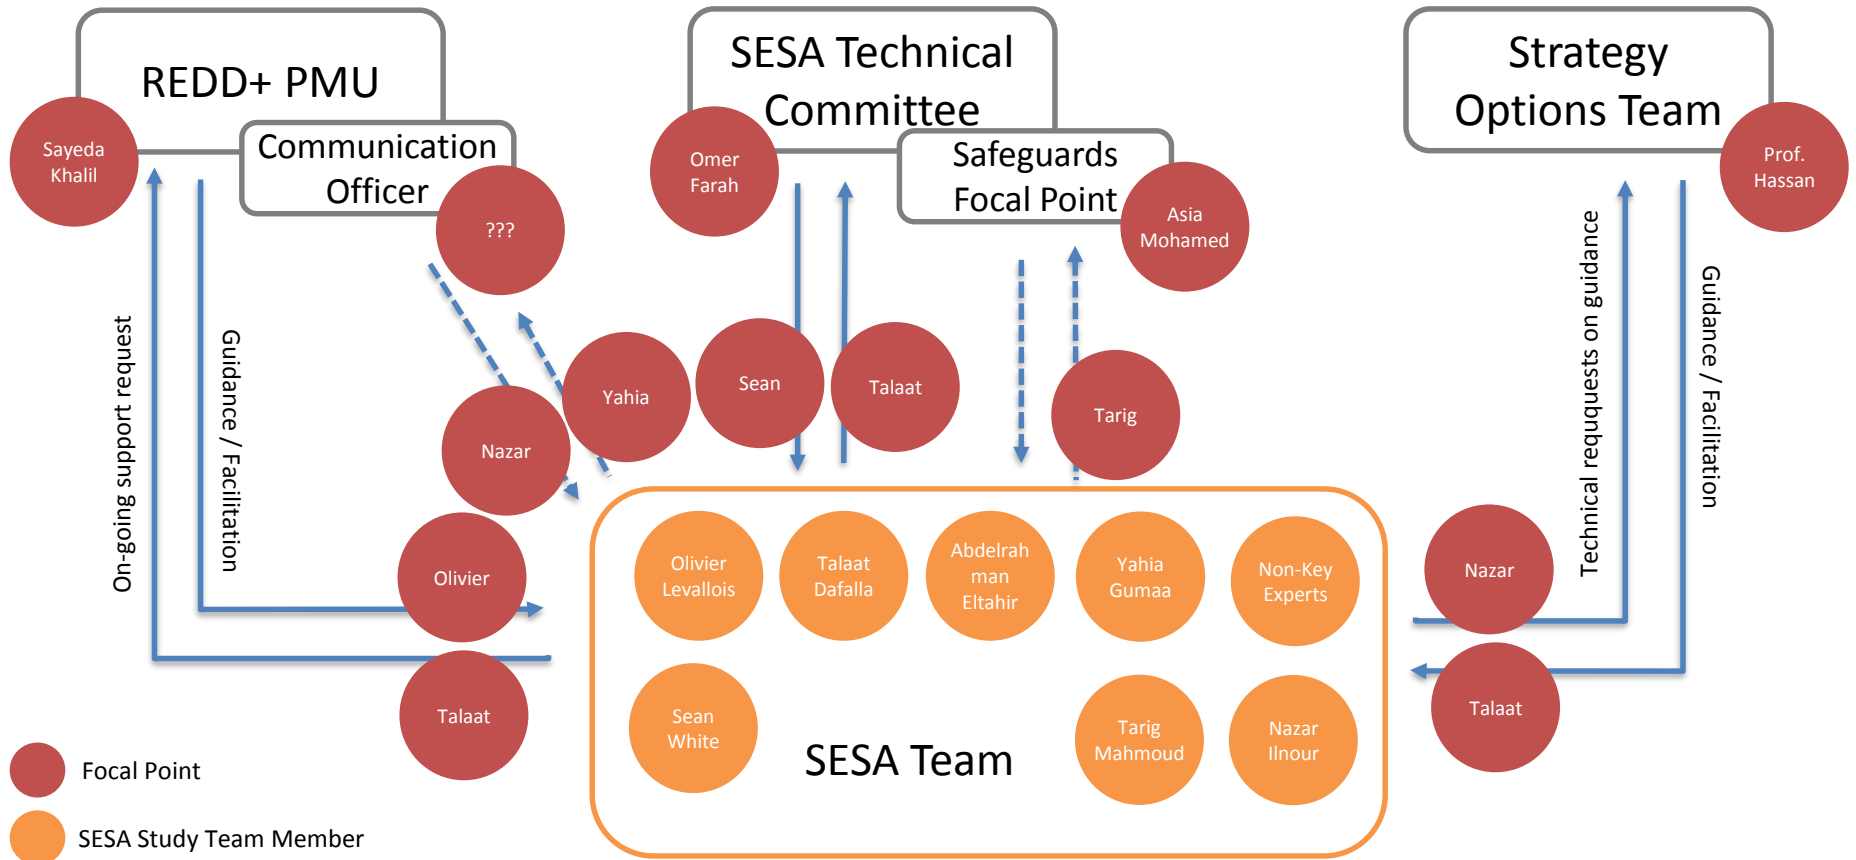 REDD+ PMU
Communication
Officer
Sayeda
Khalil
???
SESA Technical
Committee
Safeguards
Focal Point
Omer
Farah
Asia
Mohamed
Strategy
Options Team
Prof.
Hassan
On-going support request
Guidance / Facilitation
Nazar
Yahia
Sean
Talaat
Tarig
Technical reququests on guidance
Guidance / Facilitation
Olivier
Talaat
Nazar
Talaat
Olivier
Levallois
Talaat
Dafalla
Abdelrah
man
Eltahir
Yahia
Gumaa
Non-Key
Experts
Sean
White
SESA Team
Tarig
Mahmoud
Nazar
Ilnour
Focal Point
SESA Study Team Member